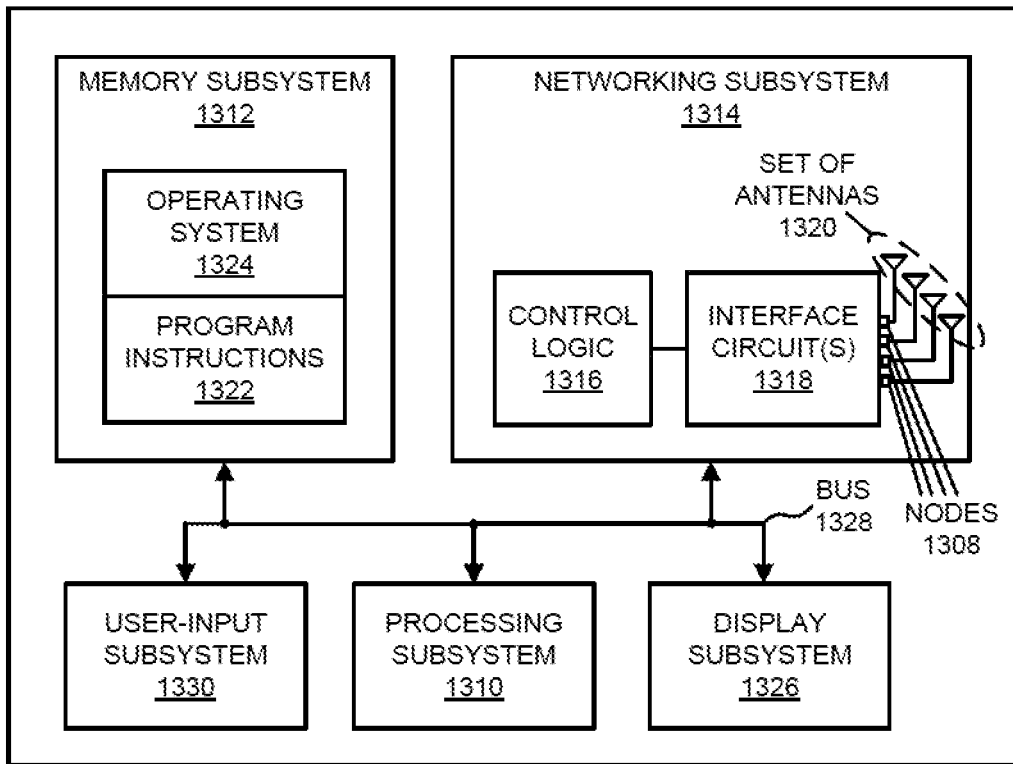 MEMORY SUBSYSTEM
1312
OPERATING
SYSTEM
1324
PROGRAM
INSTRUCTIONS
1322
NETWORKING SUBSYSTEM
1314
SET OF
ANTENNAS
1320
CONTROL
LOGIC
1316
INTERFACE
CIRCUIT(S)
1318
BUS
1328
NODES
1308
USER-INPUT
SUBSYSTEM
1330
PROCESSING
SUBSYSTEM
1310
DISPLAY
SUBSYSTEM
1326